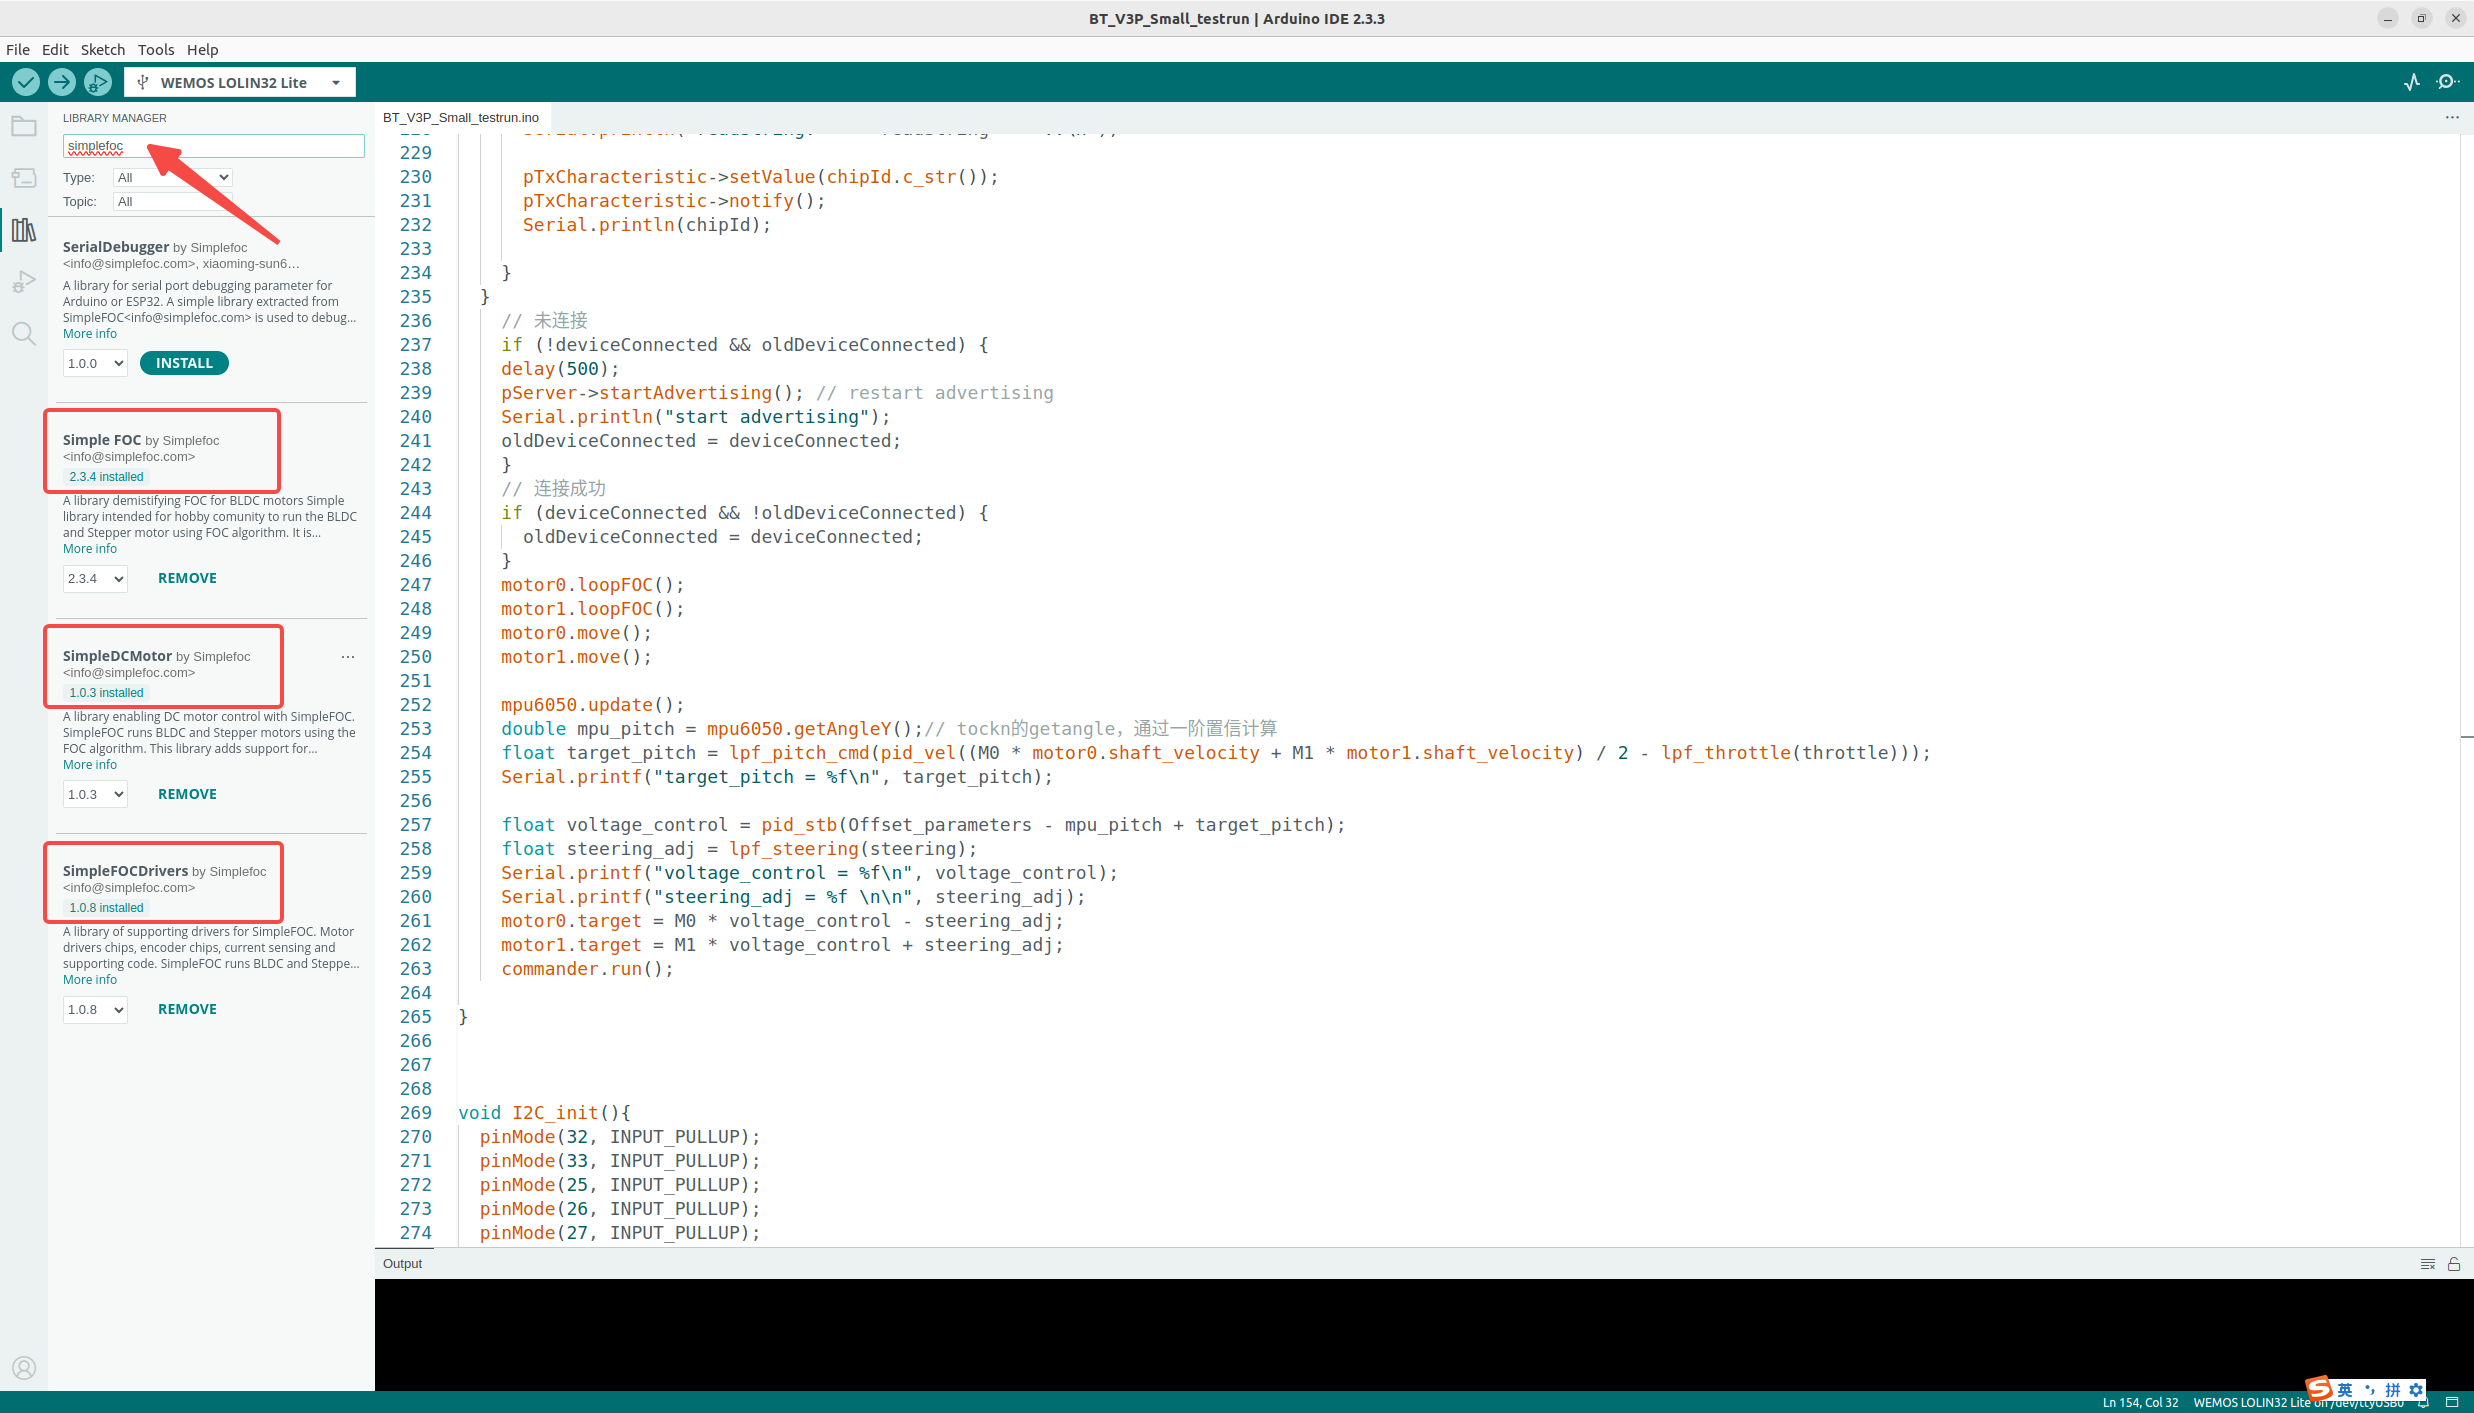 BT_V3P_Small_testrun | Arduino IDE 2.3.3
File Edit Sketch Tools Help
WEMOS LOLIN32 Lite
LIBRARY MANAGER
simplefoc
Type: All
Topic: All
SerialDebugger by Simplefoc
<info@simplefoc.com>, xiaoming-sun6…
A library for serial port debugging parameter for
Arduino or ESP32. A simple library extracted from
SimpleFOC<info@simplefoc.com> is used to debug…
More info
1.0.0 INSTALL
Simple FOC by Simplefoc
<info@simplefoc.com>
2.3.4 installed
A library demistifying FOC for BLDC motors Simple
library intended for hobby comunity to run the BLDC
and Stepper motor using FOC algorithm. It is…
More info
2.3.4 REMOVE
SimpleDCMotor by Simplefoc ...
<info@simplefoc.com>
1.0.3 installed
A library enabling DC motor control with SimpleFOC.
SimpleFOC runs BLDC and Stepper motors using the
FOC algorithm. This library adds support for…
More info
1.0.3 REMOVE
SimpleFOCDrivers by Simplefoc
<info@simplefoc.com>
1.0.8 installed
A library of supporting drivers for SimpleFOC. Motor
drivers chips, encoder chips, current sensing and
supporting code. SimpleFOC runs BLDC and Steppe…
More info
1.0.8 REMOVE
BT_V3P_Small_testrun.ino ...
229
230 pTxCharacteristic->setValue(chipId.c_str());
231 pTxCharacteristic->notify();
232 Serial.println(chipId);
233
234 }
235 }
236 // 未连接
237 if (!deviceConnected && oldDeviceConnected) {
238 delay(500);
239 pServer->startAdvertising(); // restart advertising
240 Serial.println("start advertising");
241 oldDeviceConnected = deviceConnected;
242 }
243 // 连接成功
244 if (deviceConnected && !oldDeviceConnected) {
245 oldDeviceConnected = deviceConnected;
246 }
247 motor0.loopFOC();
248 motor1.loopFOC();
249 motor0.move();
250 motor1.move();
251
252 mpu6050.update();
253 double mpu_pitch = mpu6050.getAngleY();// tockn的getangle，通过一阶置信计算
254 float target_pitch = lpf_pitch_cmd(pid_vel((M0 * motor0.shaft_velocity + M1 * motor1.shaft_velocity) / 2 - lpf_throttle(throttle)));
255 Serial.printf("target_pitch = %f\n", target_pitch);
256
257 float voltage_control = pid_stb(Offset_parameters - mpu_pitch + target_pitch);
258 float steering_adj = lpf_steering(steering);
259 Serial.printf("voltage_control = %f\n", voltage_control);
260 Serial.printf("steering_adj = %f \n\n", steering_adj);
261 motor0.target = M0 * voltage_control - steering_adj;
262 motor1.target = M1 * voltage_control + steering_adj;
263 commander.run();
264
265 }
266
267
268
269 void I2C_init(){
270 pinMode(32, INPUT_PULLUP);
271 pinMode(33, INPUT_PULLUP);
272 pinMode(25, INPUT_PULLUP);
273 pinMode(26, INPUT_PULLUP);
274 pinMode(27, INPUT_PULLUP);
Output
英 拼
Ln 154, Col 32 WEMOS LOLIN32 Lite on /dev/ttyUSB0